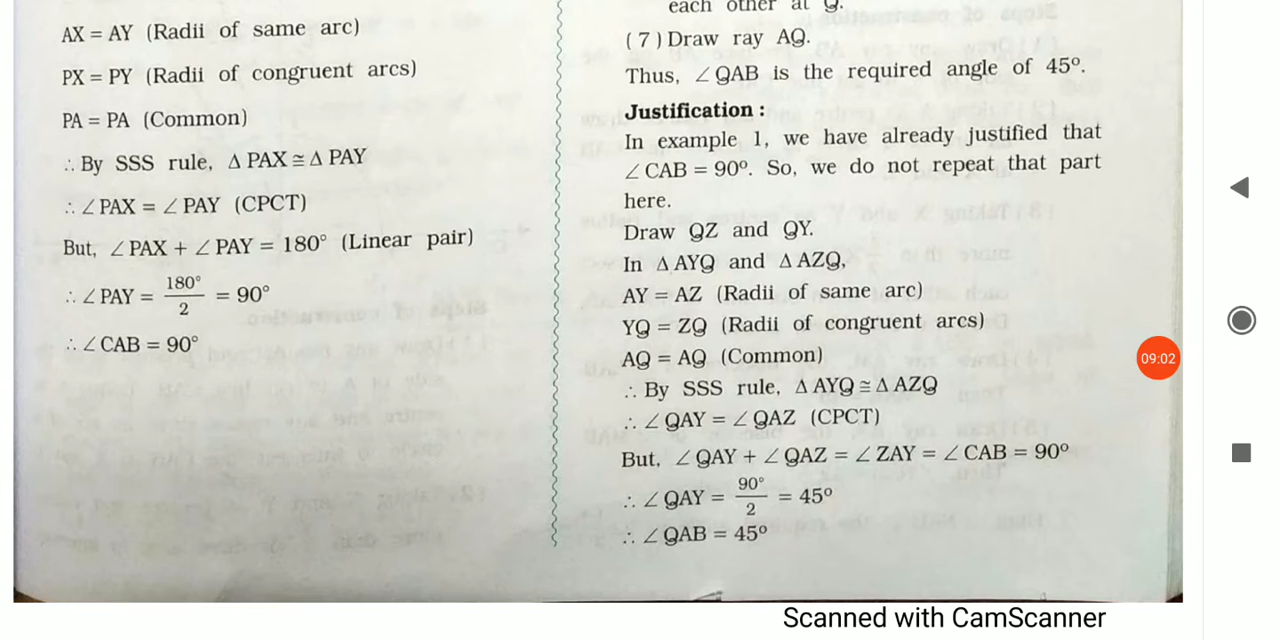 AX = AY (Radii of same arc)
PX = PY (Radii of congruent arcs)
PA = PA (Common)
∴ By SSS rule, Δ PAX ≅ Δ PAY
∴ ∠ PAX = ∠ PAY (CPCT)
But, ∠ PAX + ∠ PAY = 180° (Linear pair)
∴ ∠ PAY = 180°/2 = 90°
∴ ∠ CAB = 90°
each other at Q.
(7) Draw ray AQ.
Thus, ∠ QAB is the required angle of 45°.
Justification :
In example 1, we have already justified that
∠ CAB = 90°. So, we do not repeat that part
here.
Draw QZ and QY.
In Δ AYQ and Δ AZQ,
AY = AZ (Radii of same arc)
YQ = ZQ (Radii of congruent arcs)
AQ = AQ (Common)
∴ By SSS rule, Δ AYQ ≅ Δ AZQ
∴ ∠ QAY = ∠ QAZ (CPCT)
But, ∠ QAY + ∠ QAZ = ∠ ZAY = ∠ CAB = 90°
∴ ∠ QAY = 90°/2 = 45°
∴ ∠ QAB = 45°
09:02
Scanned with CamScanner